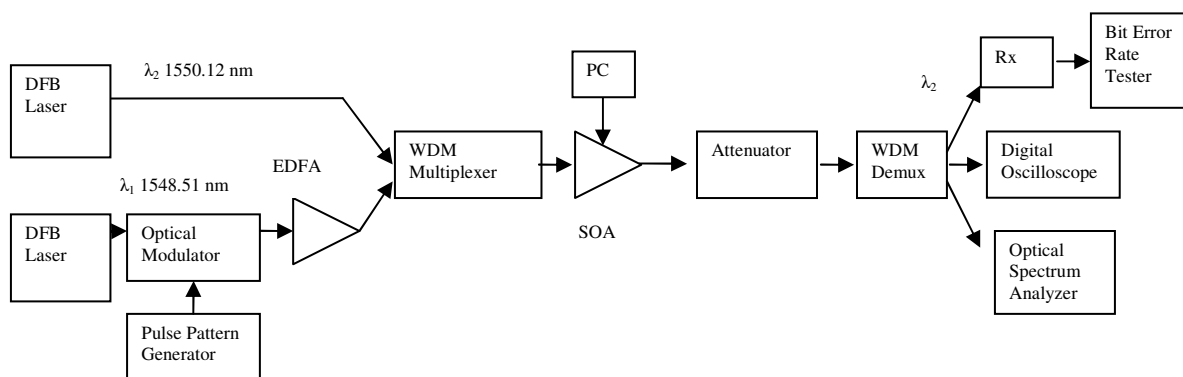 DFB
Laser
λ2 1550.12 nm
λ1 1548.51 nm
DFB
Laser
Optical
Modulator
Pulse Pattern
Generator
EDFA
WDM
Multiplexer
PC
SOA
Attenuator
WDM
Demux
λ2
Rx
Bit Error
Rate
Tester
Digital
Oscilloscope
Optical
Spectrum
Analyzer